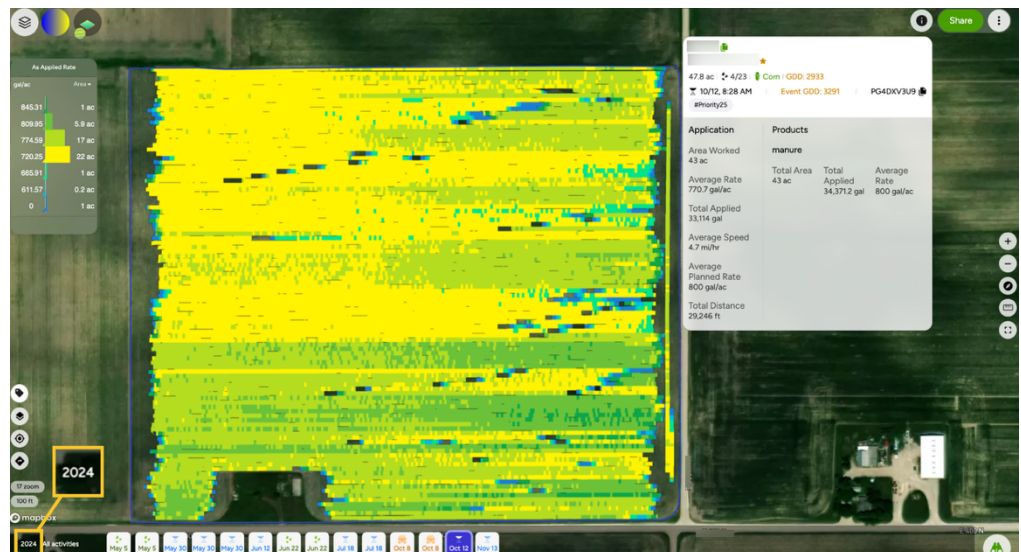 Share
As Applied Rate
gal/ac Area
845.31 1 ac
809.95 5.9 ac
774.59 17 ac
720.25 22 ac
665.91 1 ac
611.57 0.2 ac
0 1 ac
47.8 ac 4/23 Corn GDD: 2933
10/12, 8:28 AM Event GDD: 3291 PG4DXV3U9
#Priority25
Application
Area Worked
43 ac
Average Rate
770.7 gal/ac
Total Applied
33,114 gal
Average Speed
4.7 mi/hr
Average
Planned Rate
800 gal/ac
Total Distance
29,246 ft
Products
manure
Total Area
43 ac
Total
Applied
34,371.2 gal
Average
Rate
800 gal/ac
2024
17 zoom
100 ft
mapbox
2024 All activities
May 5 May 5 May 30 May 30 May 30 Jun 12 Jun 22 Jun 22 Jul 18 Jul 18 Oct 8 Oct 8 Oct 12 Nov 13